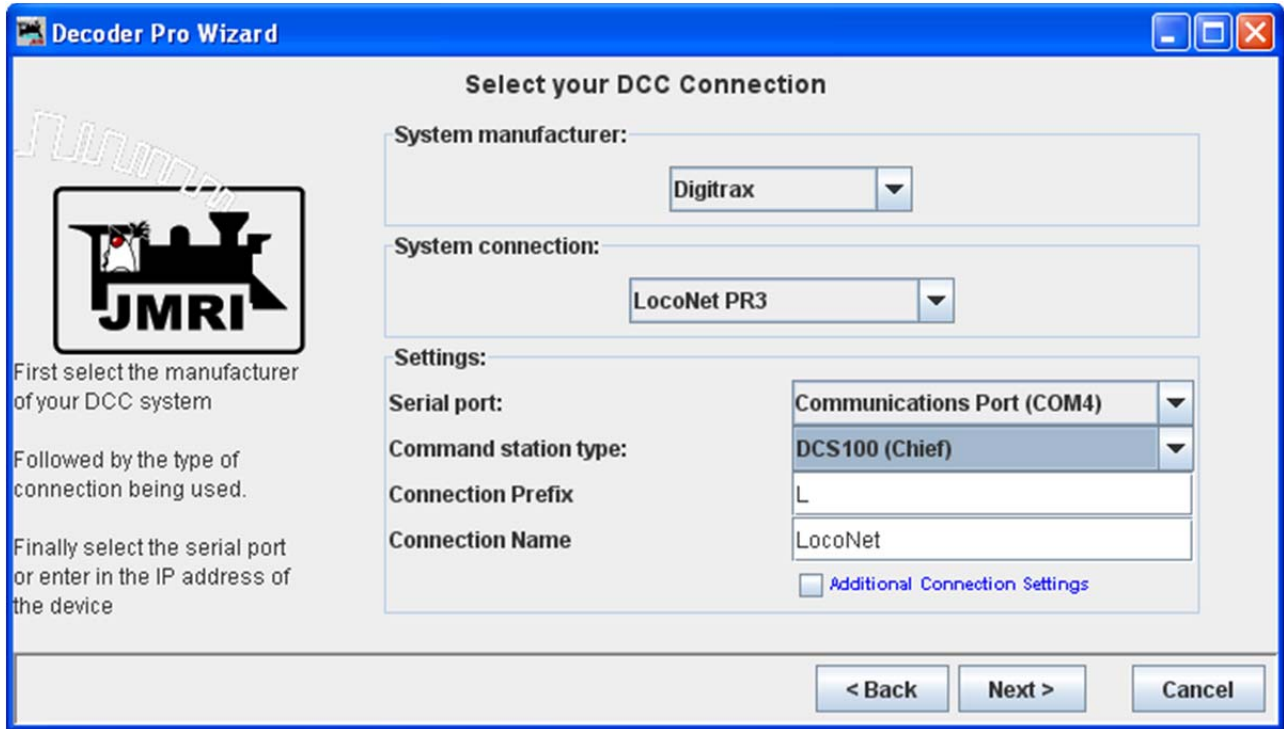 Decoder Pro Wizard
Select your DCC Connection
JMRI
First select the manufacturer
of your DCC system
Followed by the type of
connection being used.
Finally select the serial port
or enter in the IP address of
the device
System manufacturer:
Digitrax
System connection:
LocoNet PR3
Settings:
Serial port: Communications Port (COM4)
Command station type: DCS100 (Chief)
Connection Prefix L
Connection Name LocoNet
Additional Connection Settings
< Back Next > Cancel